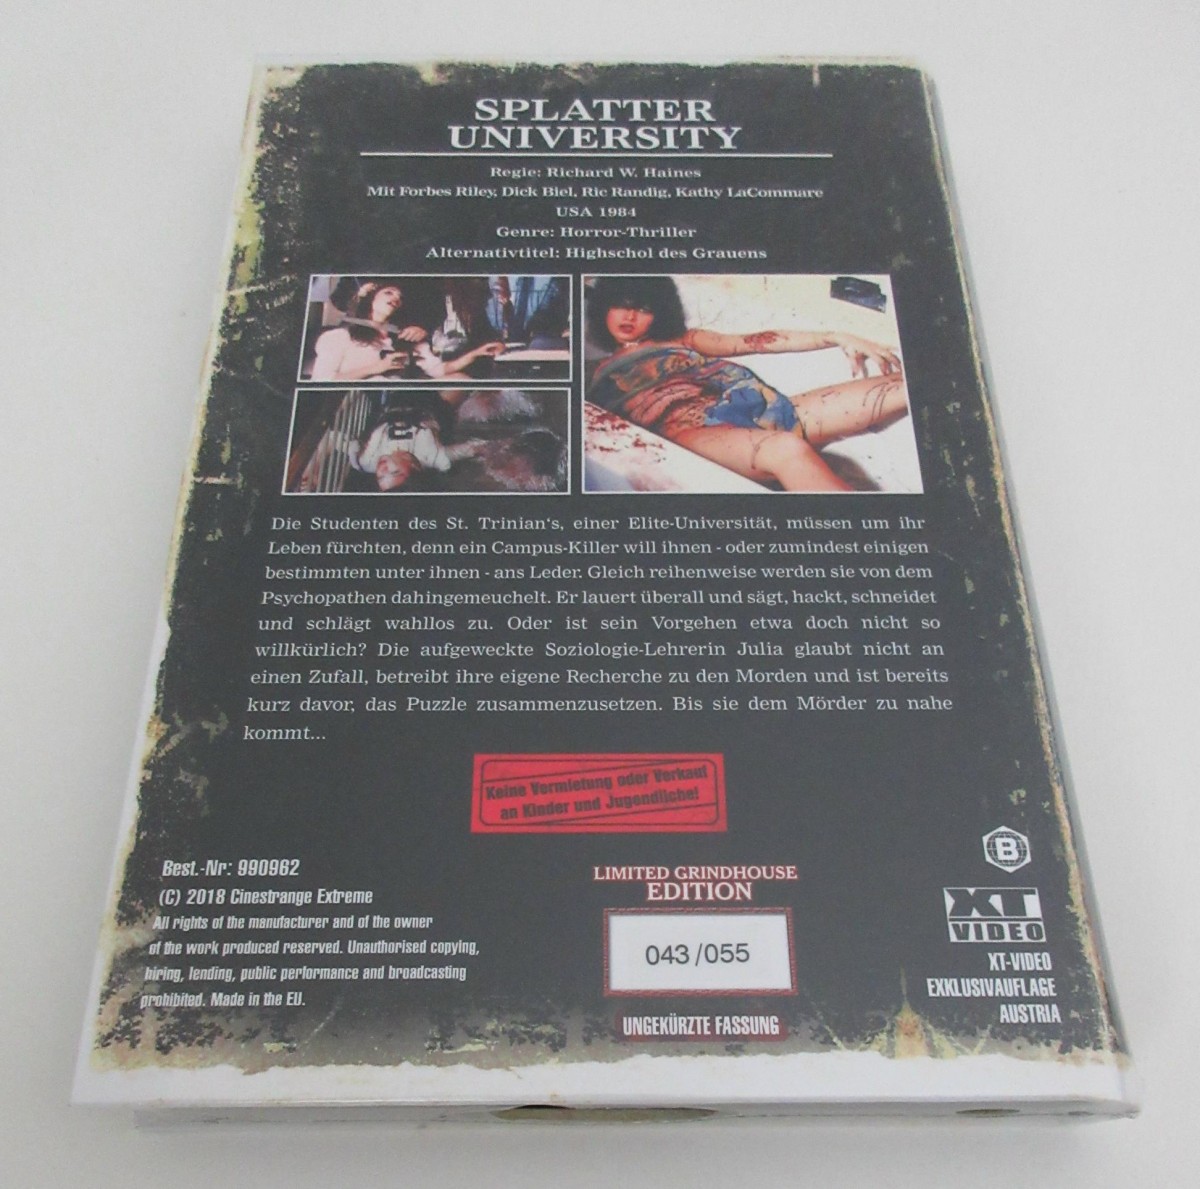 SPLATTER
UNIVERSITY
Regie: Richard W. Haines
Mit Forbes Riley, Dick Biel, Ric Randig, Kathy LaCommare
USA 1984
Genre: Horror-Thriller
Alternativtitel: Highschol des Grauens
Die Studenten des St. Trinian's, einer Elite-Universität, müssen um ihr
Leben fürchten, denn ein Campus-Killer will ihnen - oder zumindest einigen
bestimmten unter ihnen - ans Leder. Gleich reihenweise werden sie von dem
Psychopathen dahingemeuchelt. Er lauert überall und sägt, hackt, schneidet
und schlägt wahllos zu. Oder ist sein Vorgehen etwa doch nicht so
willkürlich? Die aufgeweckte Soziologie-Lehrerin Julia glaubt nicht an
einen Zufall, betreibt ihre eigene Recherche zu den Morden und ist bereits
kurz davor, das Puzzle zusammenzusetzen. Bis sie dem Mörder zu nahe
kommt...
Keine Vermietung oder Verkauf
an Kinder und Jugendliche!
Best.-Nr: 990962
(C) 2018 Cinestrange Extreme
All rights of the manufacturer and of the owner
of the work produced reserved. Unauthorised copying,
hiring, lending, public performance and broadcasting
prohibited. Made in the EU.
LIMITED GRINDHOUSE
EDITION
043/055
UNGEKÜRZTE FASSUNG
B
XT
VIDEO
XT-VIDEO
EXKLUSIVAUFLAGE
AUSTRIA